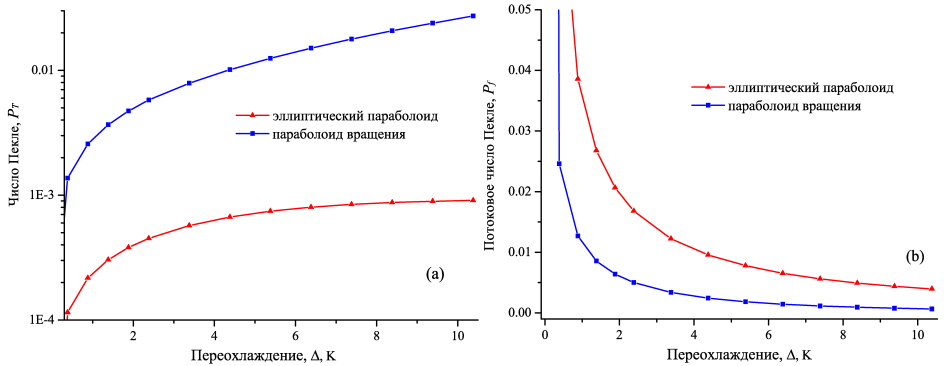 Число Пекле, P_T
0.01
1E-3
1E-4
эллиптический параболоид
параболоид вращения
(a)
2
4
6
8
10
Переохлаждение, Δ, К
Потоковое число Пекле, P_f
0.05
0.04
0.03
0.02
0.01
0.00
эллиптический параболоид
параболоид вращения
(b)
0
2
4
6
8
10
Переохлаждение, Δ, К